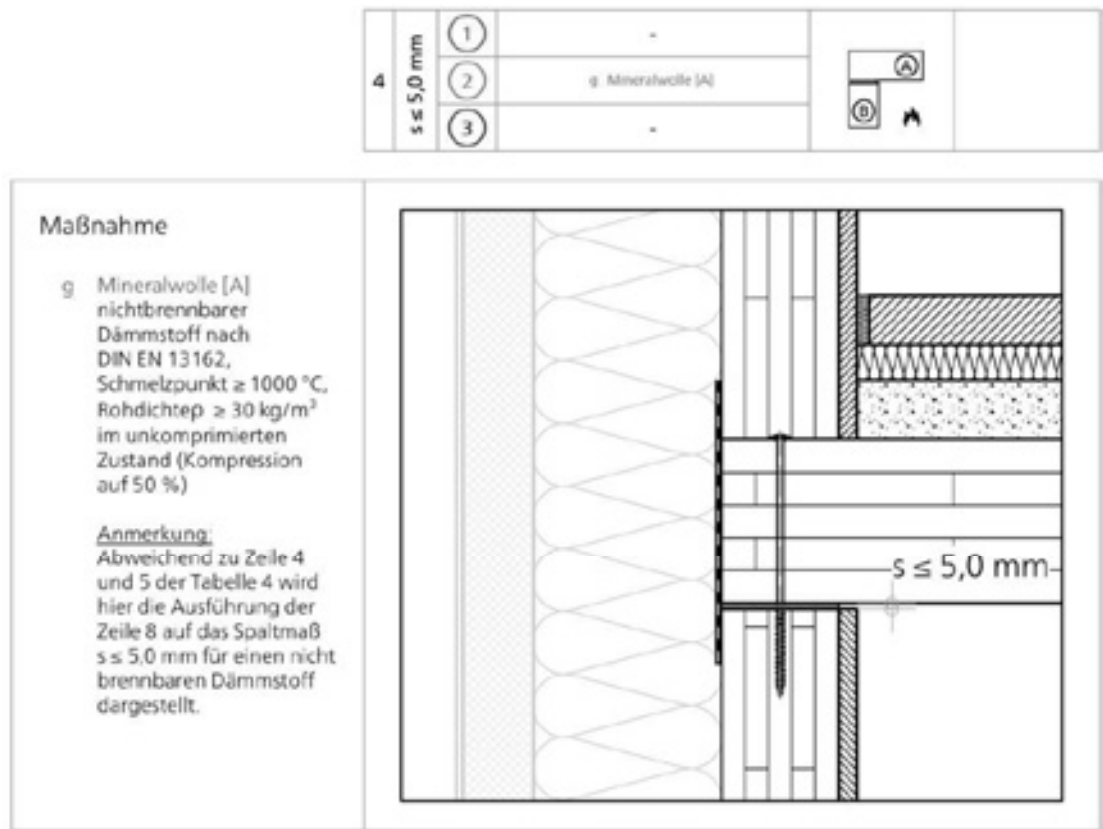 4
s ≤ 5,0 mm
1
-
2
g Mineralwolle [A]
3
-
A
B
Maßnahme
g Mineralwolle [A]
nichtbrennbarer
Dämmstoff nach
DIN EN 13162,
Schmelzpunkt ≥ 1000 °C,
Rohdichteρ ≥ 30 kg/m³
im unkomprimierten
Zustand (Kompression
auf 50 %)
Anmerkung:
Abweichend zu Zeile 4
und 5 der Tabelle 4 wird
hier die Ausführung der
Zeile 8 auf das Spaltmaß
s ≤ 5,0 mm für einen nicht
brennbaren Dämmstoff
dargestellt.
s ≤ 5,0 mm